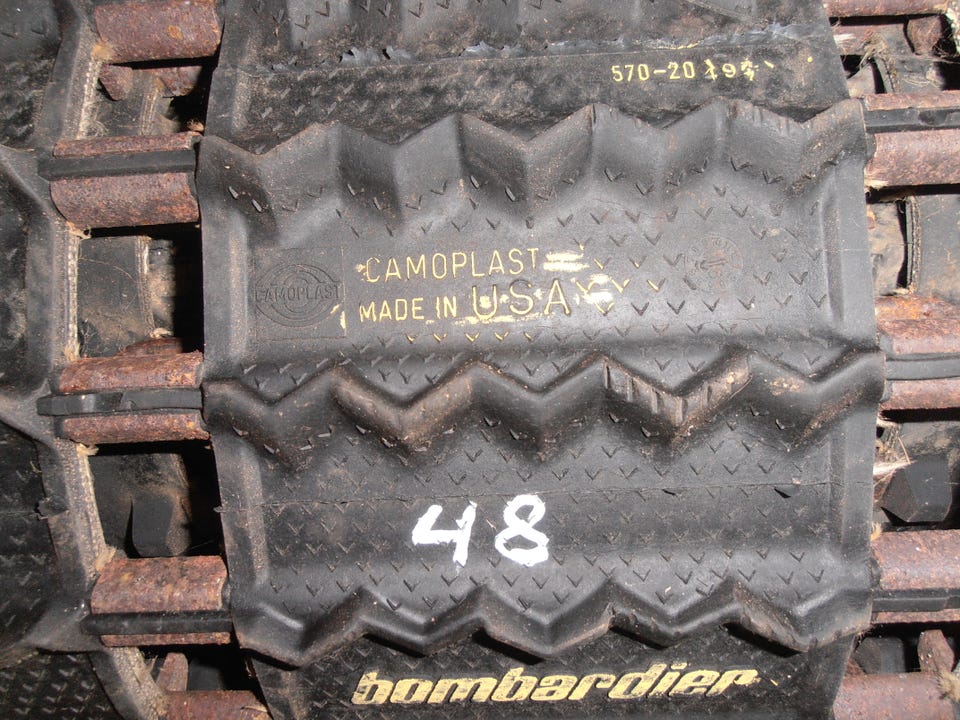 570-20
CAMOPLAST
CAMOPLAST
MADE IN USA
48
bombardier